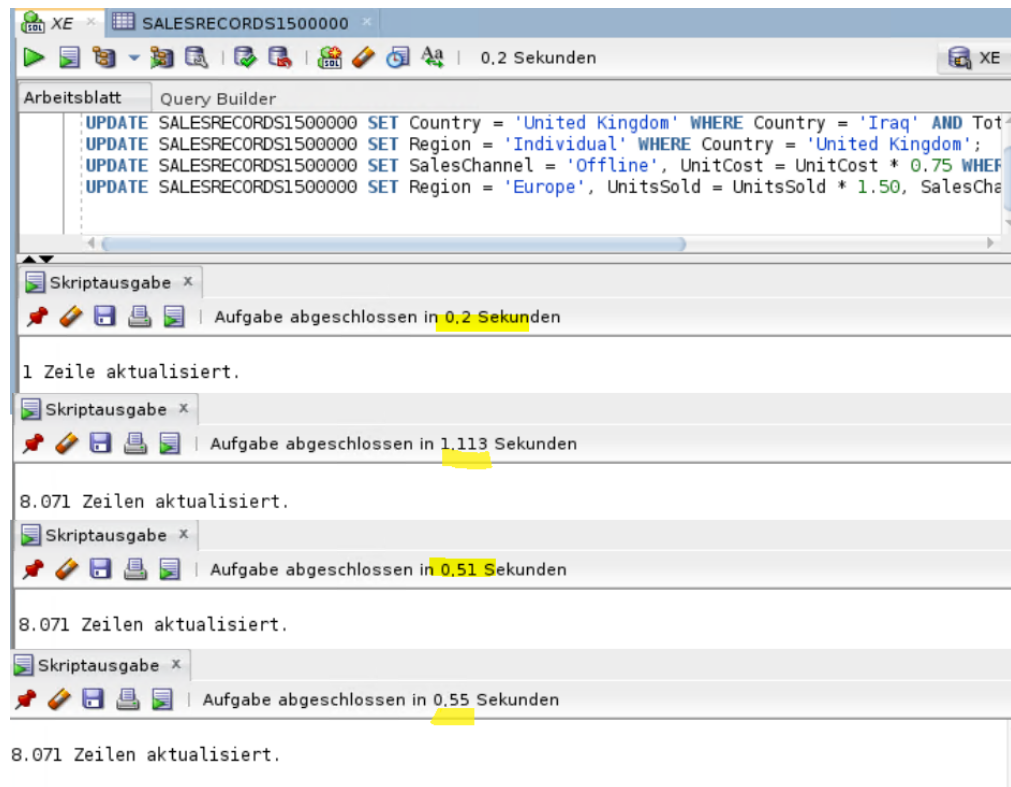 XE
SALESRECORDS1500000
0,2 Sekunden
XE
Arbeitsblatt
Query Builder
UPDATE SALESRECORDS1500000 SET Country = 'United Kingdom' WHERE Country = 'Iraq' AND Tot
UPDATE SALESRECORDS1500000 SET Region = 'Individual' WHERE Country = 'United Kingdom';
UPDATE SALESRECORDS1500000 SET SalesChannel = 'Offline', UnitCost = UnitCost * 0.75 WHER
UPDATE SALESRECORDS1500000 SET Region = 'Europe', UnitsSold = UnitsSold * 1.50, SalesCha
Skriptausgabe
Aufgabe abgeschlossen in 0,2 Sekunden
1 Zeile aktualisiert.
Skriptausgabe
Aufgabe abgeschlossen in 1,113 Sekunden
8.071 Zeilen aktualisiert.
Skriptausgabe
Aufgabe abgeschlossen in 0,51 Sekunden
8.071 Zeilen aktualisiert.
Skriptausgabe
Aufgabe abgeschlossen in 0,55 Sekunden
8.071 Zeilen aktualisiert.